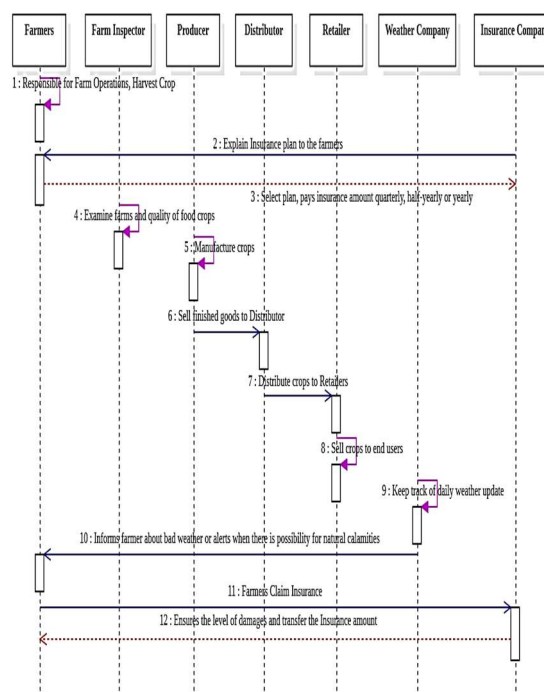 Farmers
Farm Inspector
Producer
Distributor
Retailer
Weather Company
Insurance Compan
1 : Responsible for Farm Operations, Harvest Crop
2 : Explain Insurance plan to the farmers
3 : Select plan, pays insurance amount quarterly, half-yearly or yearly
4 : Examine farms and quality of food crops
5 : Manufacture crops
6 : Sell finished goods to Distributor
7 : Distribute crops to Retailers
8 : Sell crops to end users
9 : Keep track of daily weather update
10 : Informs farmer about bad weather or alerts when there is possibility for natural calamities
11 : Farmers Claim Insurance
12 : Ensures the level of damages and transfer the Insurance amount